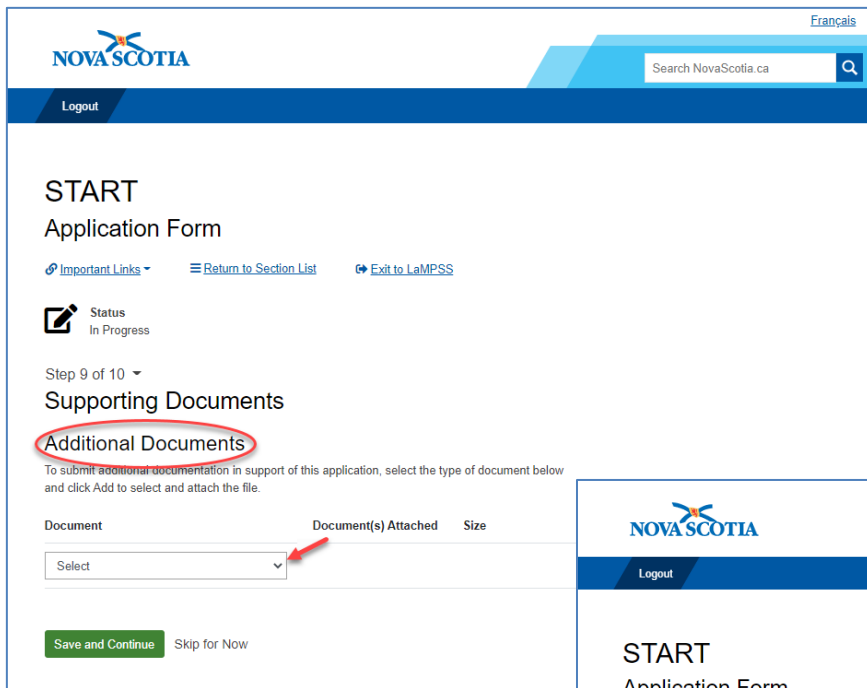 Français
NOVA SCOTIA
Search NovaScotia.ca
Logout
START
Application Form
Important Links
Return to Section List
Exit to LaMPSS
Status
In Progress
Step 9 of 10
Supporting Documents
Additional Documents
To submit additional documentation in support of this application, select the type of document below
and click Add to select and attach the file.
Document Document(s) Attached Size
Select
Save and Continue Skip for Now
NOVA SCOTIA
Logout
START
Application Form